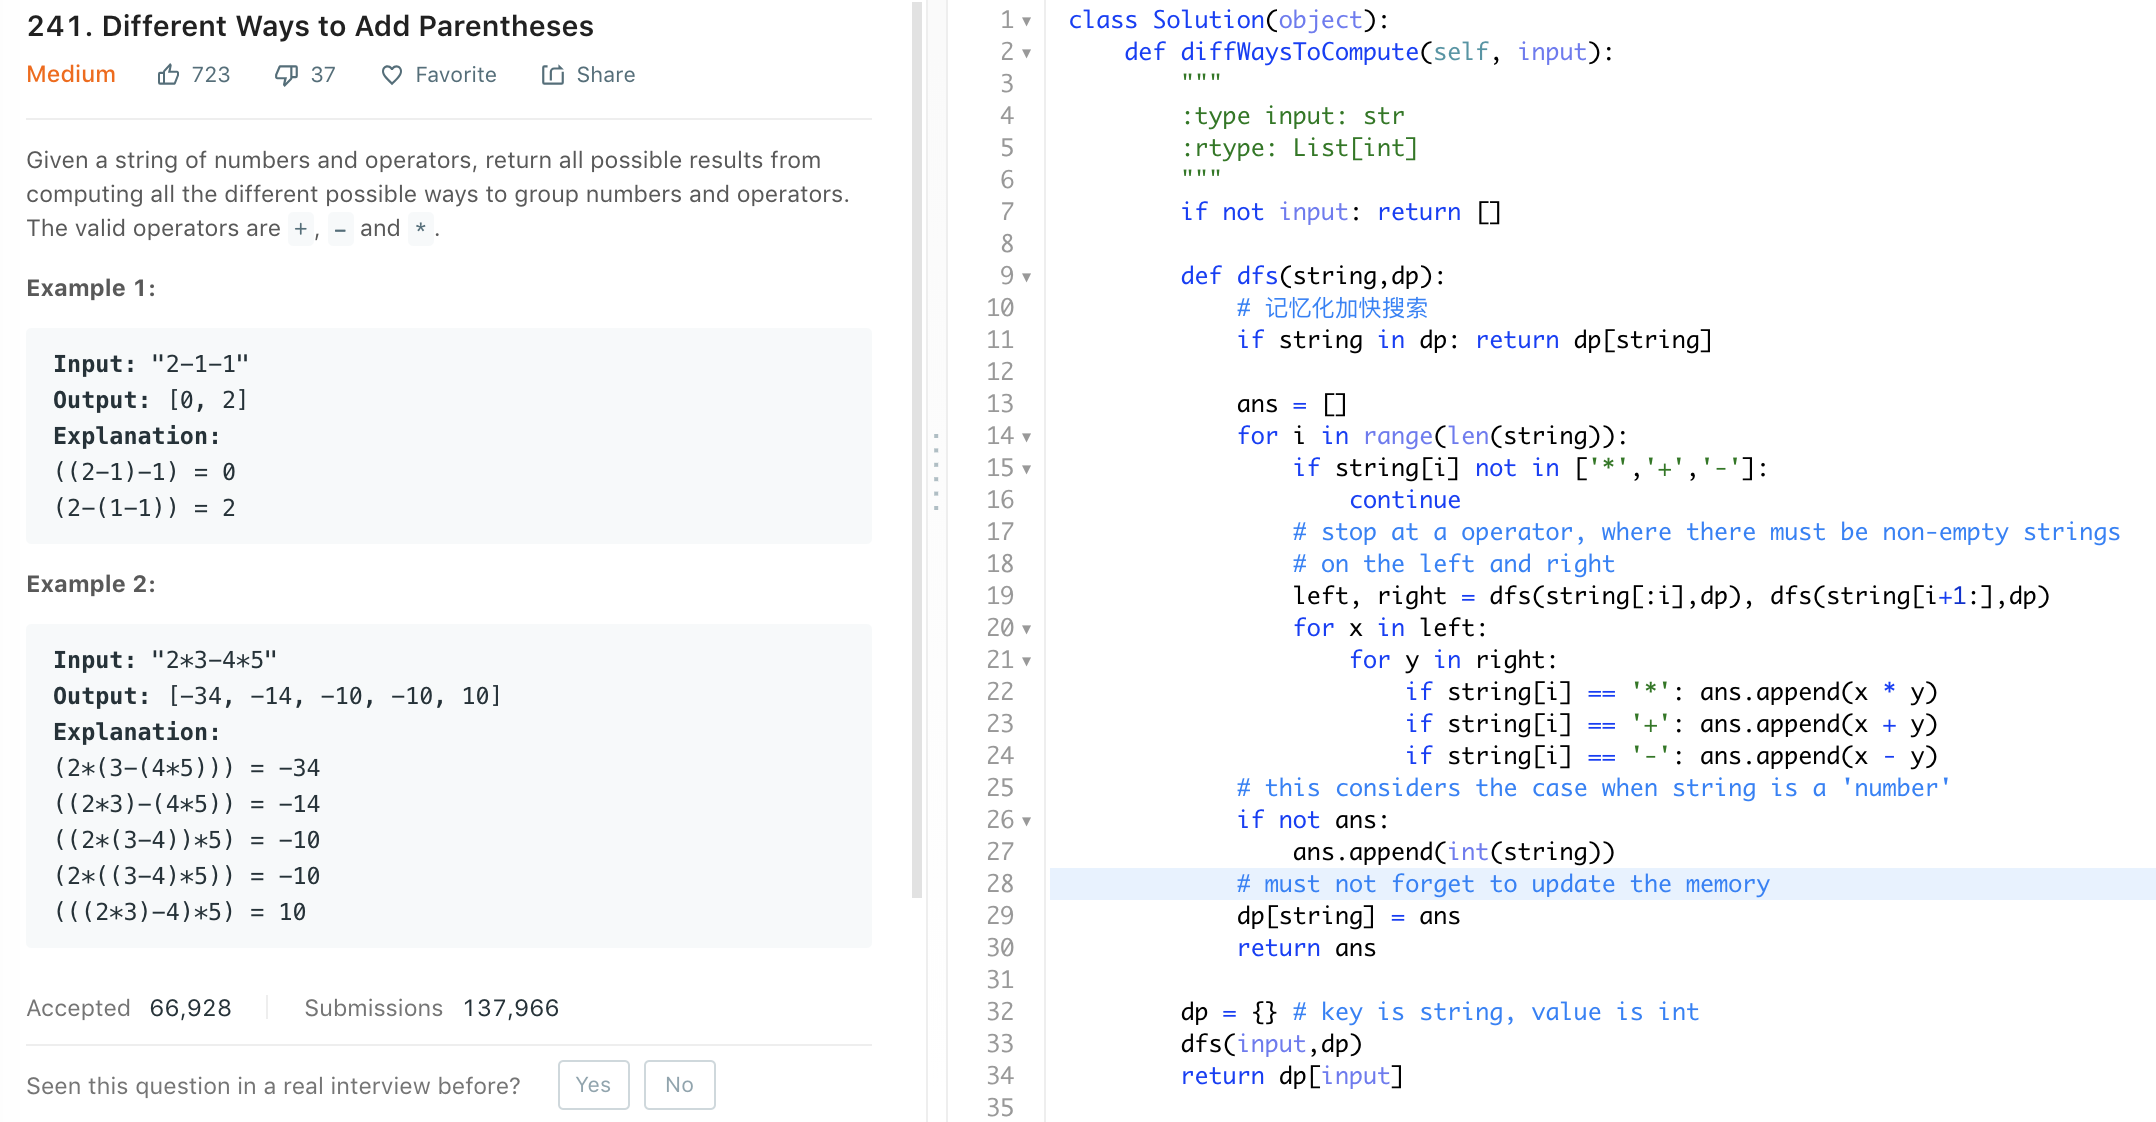 241. Different Ways to Add Parentheses
Medium 723 37 Favorite Share
Given a string of numbers and operators, return all possible results from
computing all the different possible ways to group numbers and operators.
The valid operators are +, - and *.
Example 1:
Input: "2-1-1"
Output: [0, 2]
Explanation:
((2-1)-1) = 0
(2-(1-1)) = 2
Example 2:
Input: "2*3-4*5"
Output: [-34, -14, -10, -10, 10]
Explanation:
(2*(3-(4*5))) = -34
((2*3)-(4*5)) = -14
((2*(3-4))*5) = -10
(2*((3-4)*5)) = -10
(((2*3)-4)*5) = 10
Accepted 66,928 Submissions 137,966
Seen this question in a real interview before? Yes No
1 class Solution(object):
2     def diffWaysToCompute(self, input):
3         """
4         :type input: str
5         :rtype: List[int]
6         """
7         if not input: return []
8
9         def dfs(string,dp):
10             # 记忆化加快搜索
11             if string in dp: return dp[string]
12
13             ans = []
14             for i in range(len(string)):
15                 if string[i] not in ['*','+','-']:
16                     continue
17                 # stop at a operator, where there must be non-empty strings
18                 # on the left and right
19                 left, right = dfs(string[:i],dp), dfs(string[i+1:],dp)
20                 for x in left:
21                     for y in right:
22                         if string[i] == '*': ans.append(x * y)
23                         if string[i] == '+': ans.append(x + y)
24                         if string[i] == '-': ans.append(x - y)
25             # this considers the case when string is a 'number'
26             if not ans:
27                 ans.append(int(string))
28             # must not forget to update the memory
29             dp[string] = ans
30             return ans
31
32         dp = {} # key is string, value is int
33         dfs(input,dp)
34         return dp[input]
35